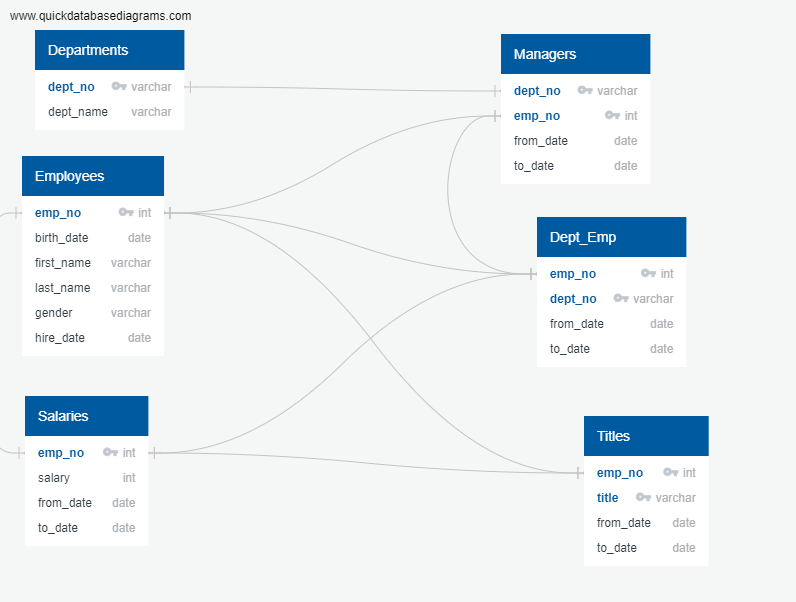 www.quickdatabasediagrams.com
Departments
dept_no varchar
dept_name varchar
Employees
emp_no int
birth_date date
first_name varchar
last_name varchar
gender varchar
hire_date date
Salaries
emp_no int
salary int
from_date date
to_date date
Managers
dept_no varchar
emp_no int
from_date date
to_date date
Dept_Emp
emp_no int
dept_no varchar
from_date date
to_date date
Titles
emp_no int
title varchar
from_date date
to_date date